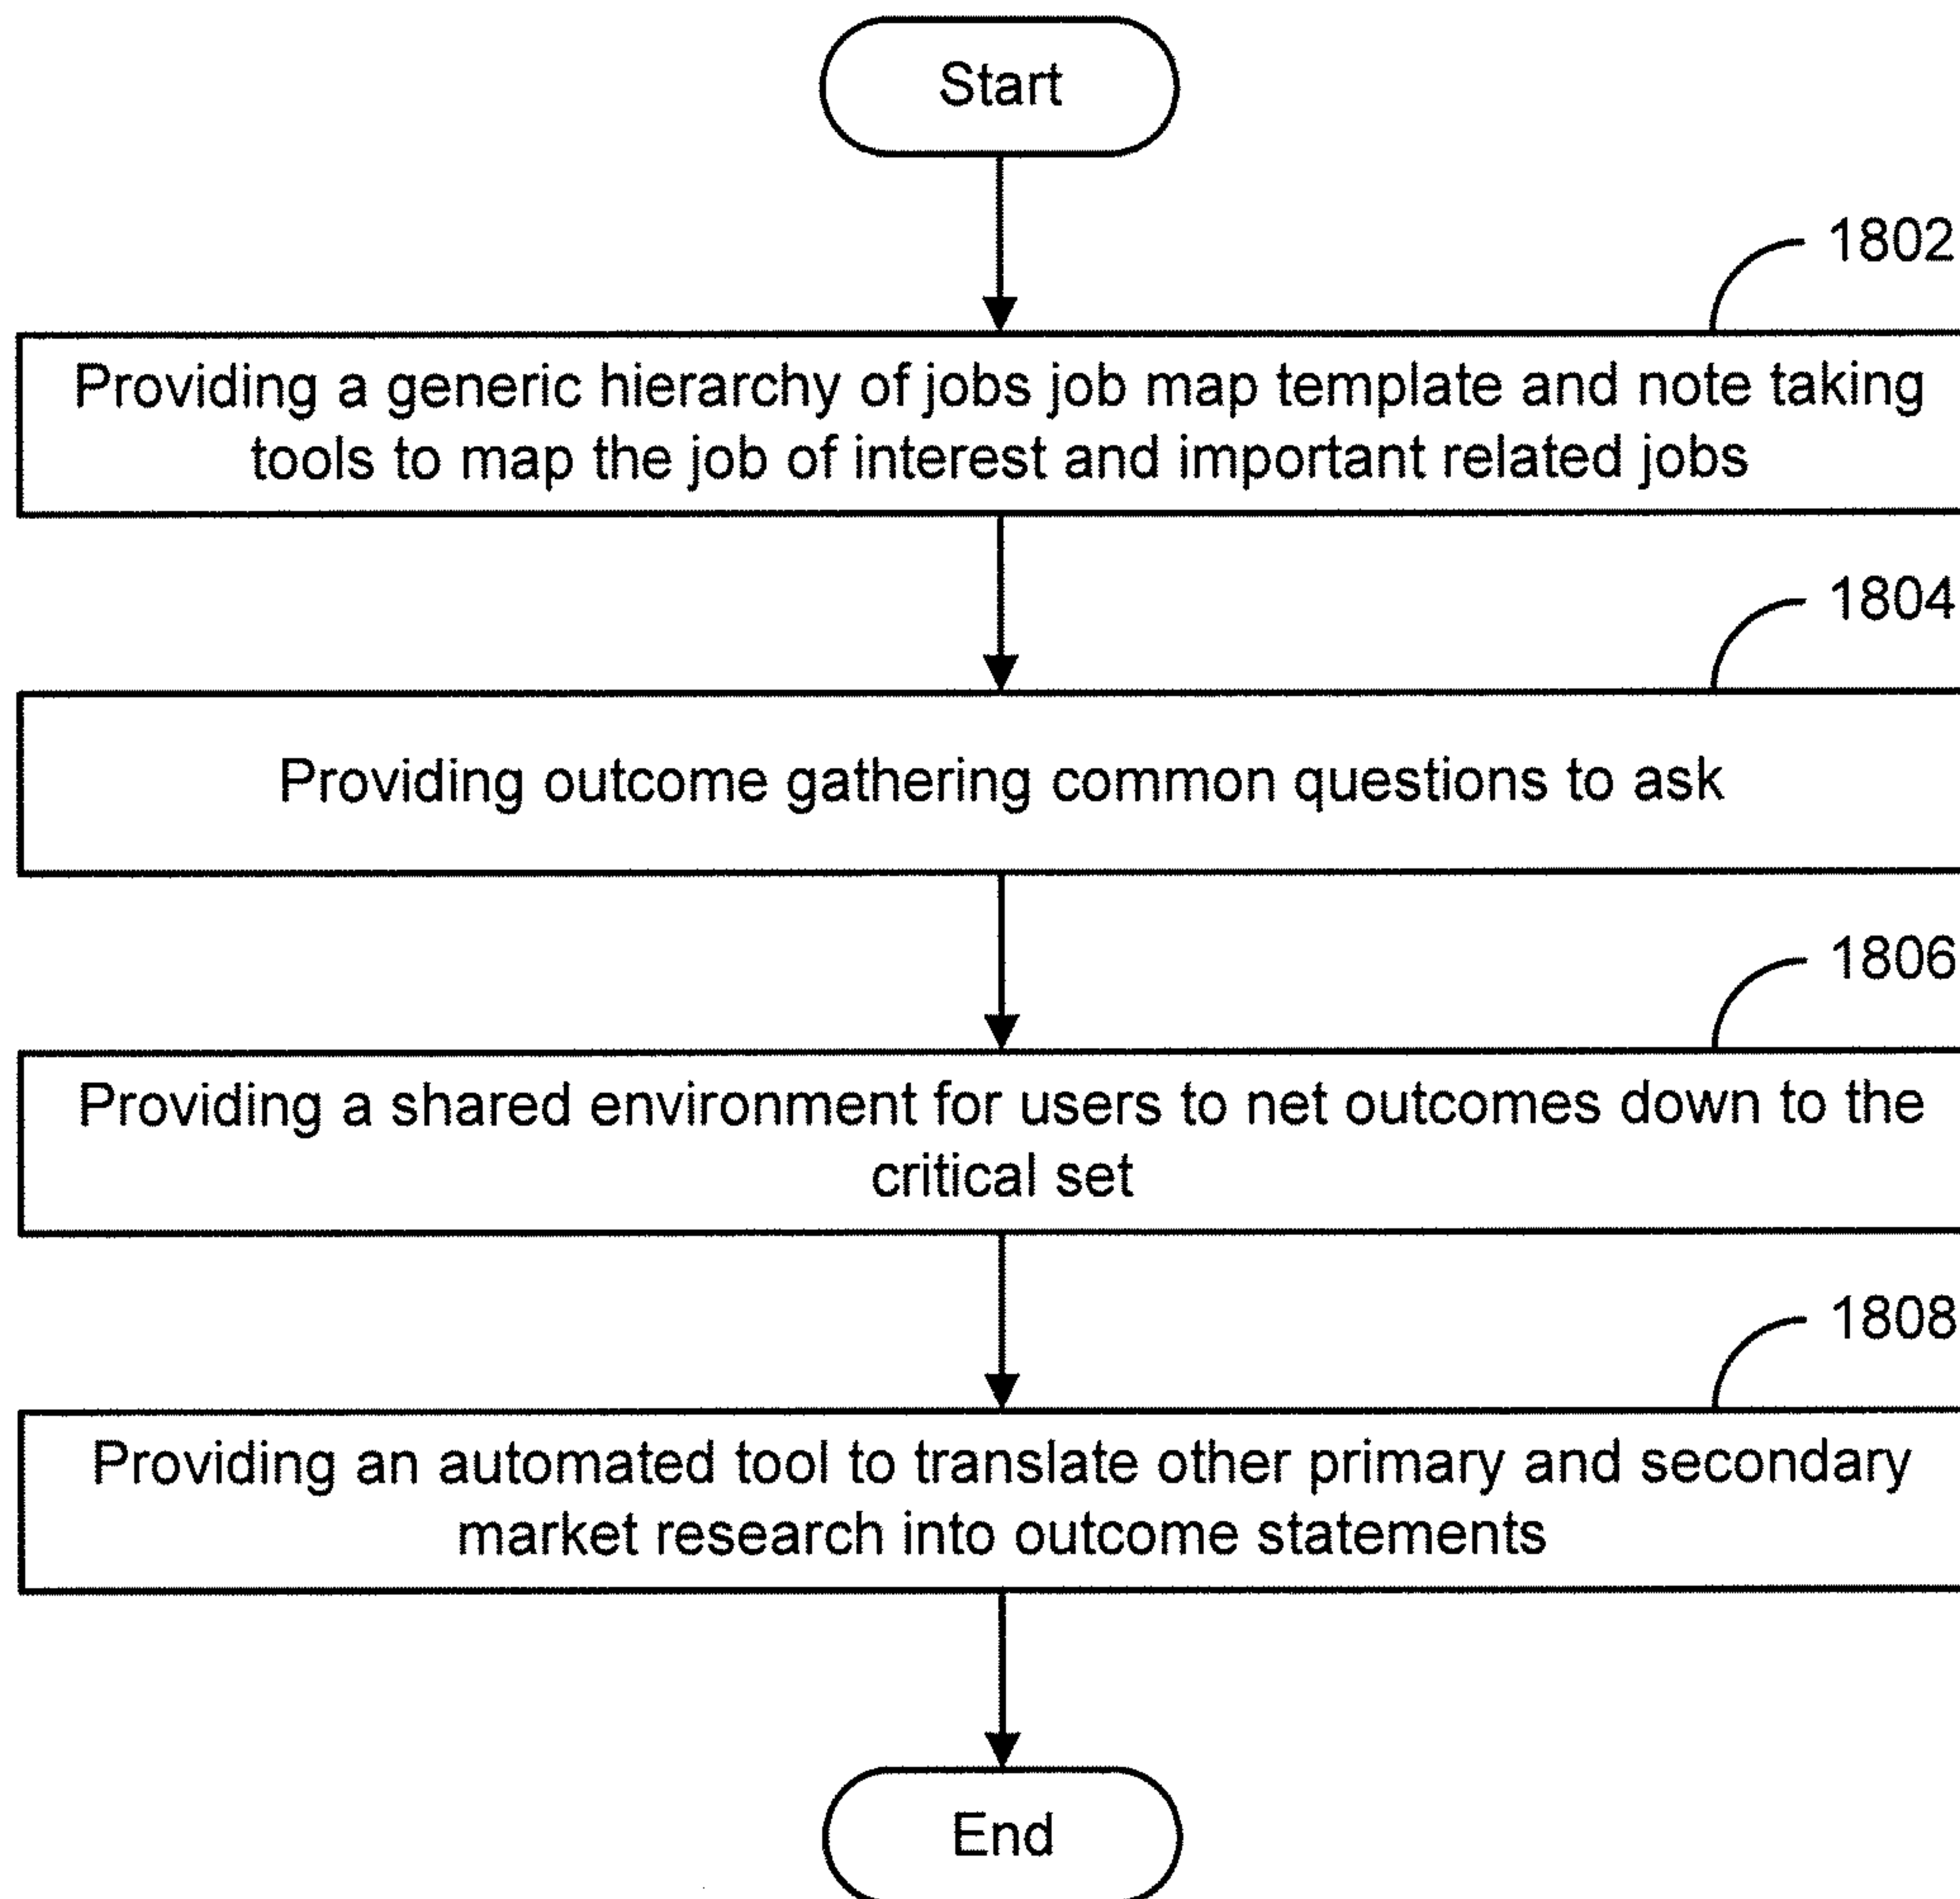 Start
1802
Providing a generic hierarchy of jobs job map template and note taking
tools to map the job of interest and important related jobs
1804
Providing outcome gathering common questions to ask
1806
Providing a shared environment for users to net outcomes down to the
critical set
1808
Providing an automated tool to translate other primary and secondary
market research into outcome statements
End